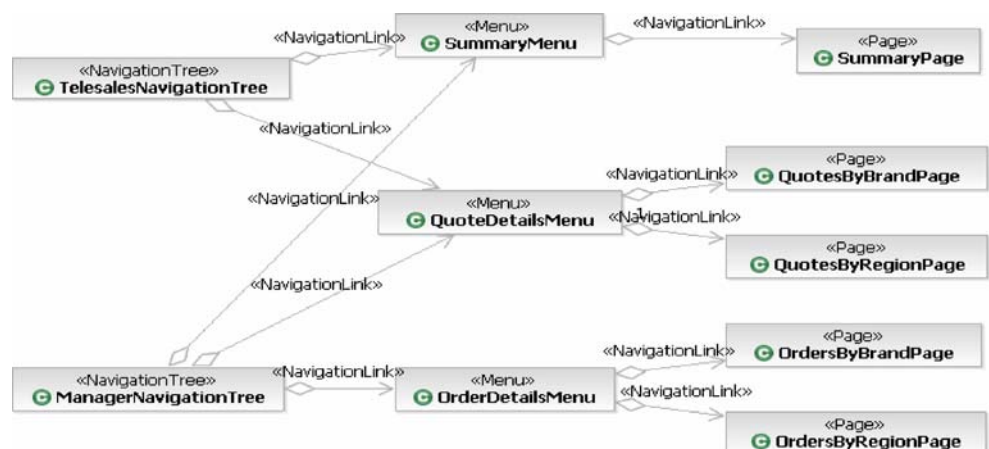 «Menu»
SummaryMenu
«NavigationLink»
«NavigationLink»
«Page»
SummaryPage
«NavigationTree»
TelesalesNavigationTree
«NavigationLink»
«Page»
QuotesByBrandPage
«NavigationLink»
«NavigationLink»
«Menu»
QuoteDetailsMenu
1
«NavigationLink»
«Page»
QuotesByRegionPage
«NavigationLink»
«Page»
OrdersByBrandPage
«NavigationLink»
«NavigationTree»
ManagerNavigationTree
«NavigationLink»
«Menu»
OrderDetailsMenu
«NavigationLink»
«Page»
OrdersByRegionPage